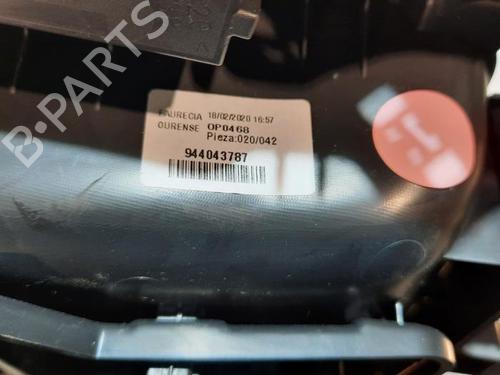 B-PARTS
FAURECIA 18/02/2020 16:57
OURENSE OP0468
Pieza:020/042
944043787